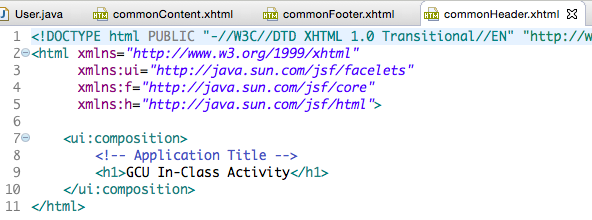 User.java commonContent.xhtml commonFooter.xhtml commonHeader.xhtml
1 <!DOCTYPE html PUBLIC "-//W3C//DTD XHTML 1.0 Transitional//EN" "http://w
2 <html xmlns="http://www.w3.org/1999/xhtml"
3 xmlns:ui="http://java.sun.com/jsf/facelets"
4 xmlns:f="http://java.sun.com/jsf/core"
5 xmlns:h="http://java.sun.com/jsf/html">
6
7 <ui:composition>
8 <!-- Application Title -->
9 <h1>GCU In-Class Activity</h1>
10 </ui:composition>
11 </html>